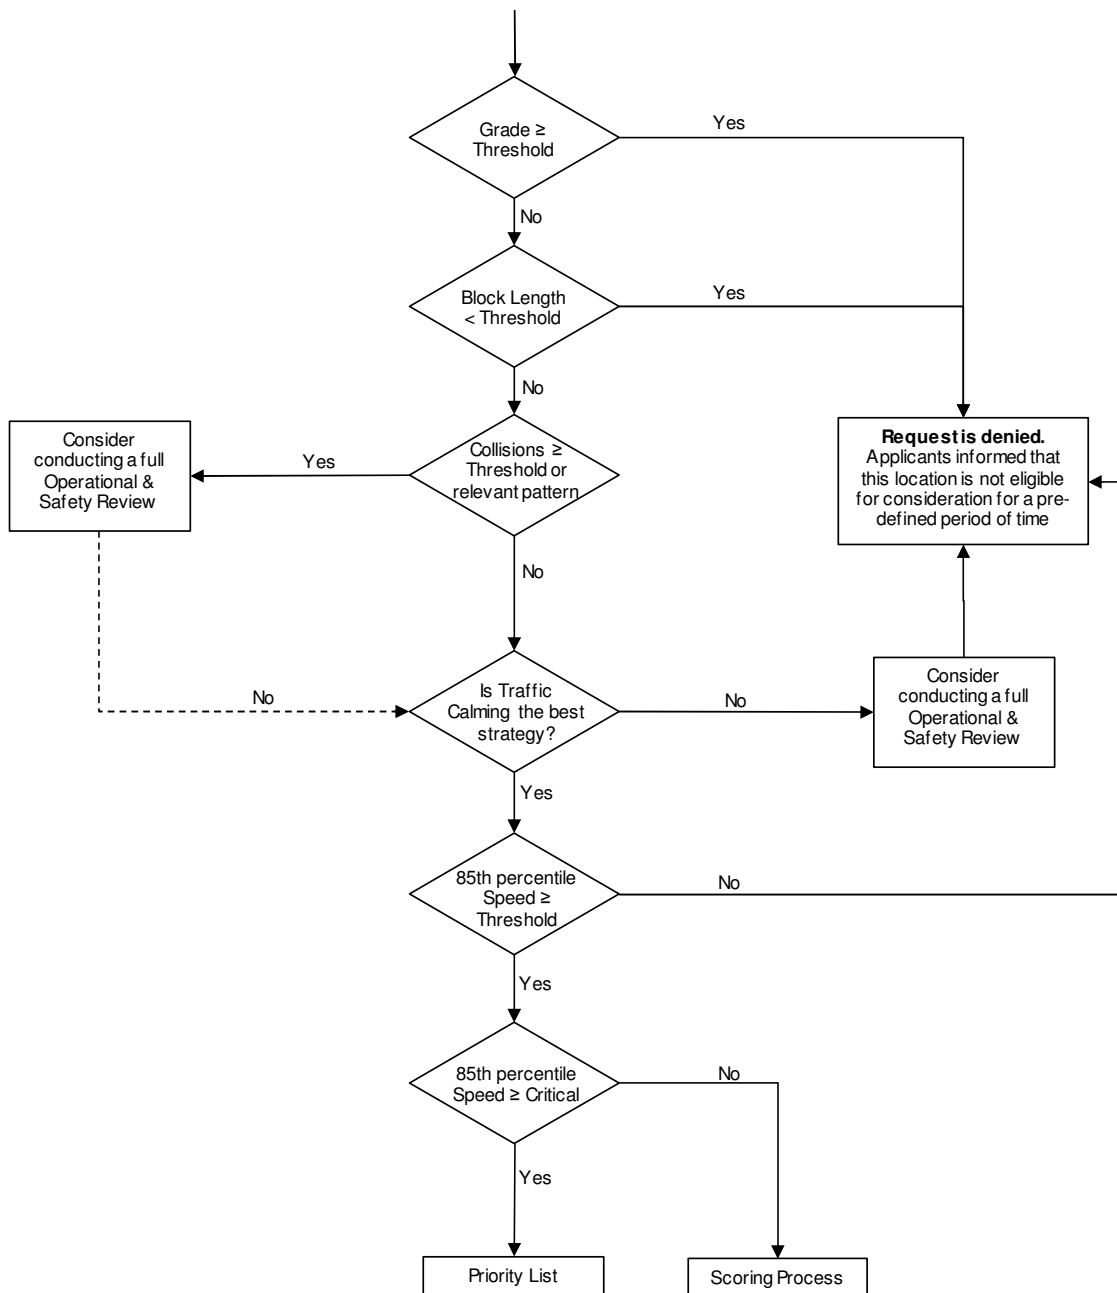 Grade ≥
Threshold
Yes
No
Block Length
< Threshold
Yes
No
Consider
conducting a full
Operational &
Safety Review
Yes
Collisions ≥
Threshold or
relevant pattern
Request is denied.
Applicants informed that
this location is not eligible
for consideration for a pre-
defined period of time
No
No
Is Traffic
Calming the best
strategy?
No
Consider
conducting a full
Operational &
Safety Review
Yes
85th percentile
Speed ≥
Threshold
No
Yes
85th percentile
Speed ≥ Critical
No
Yes
Priority List
Scoring Process